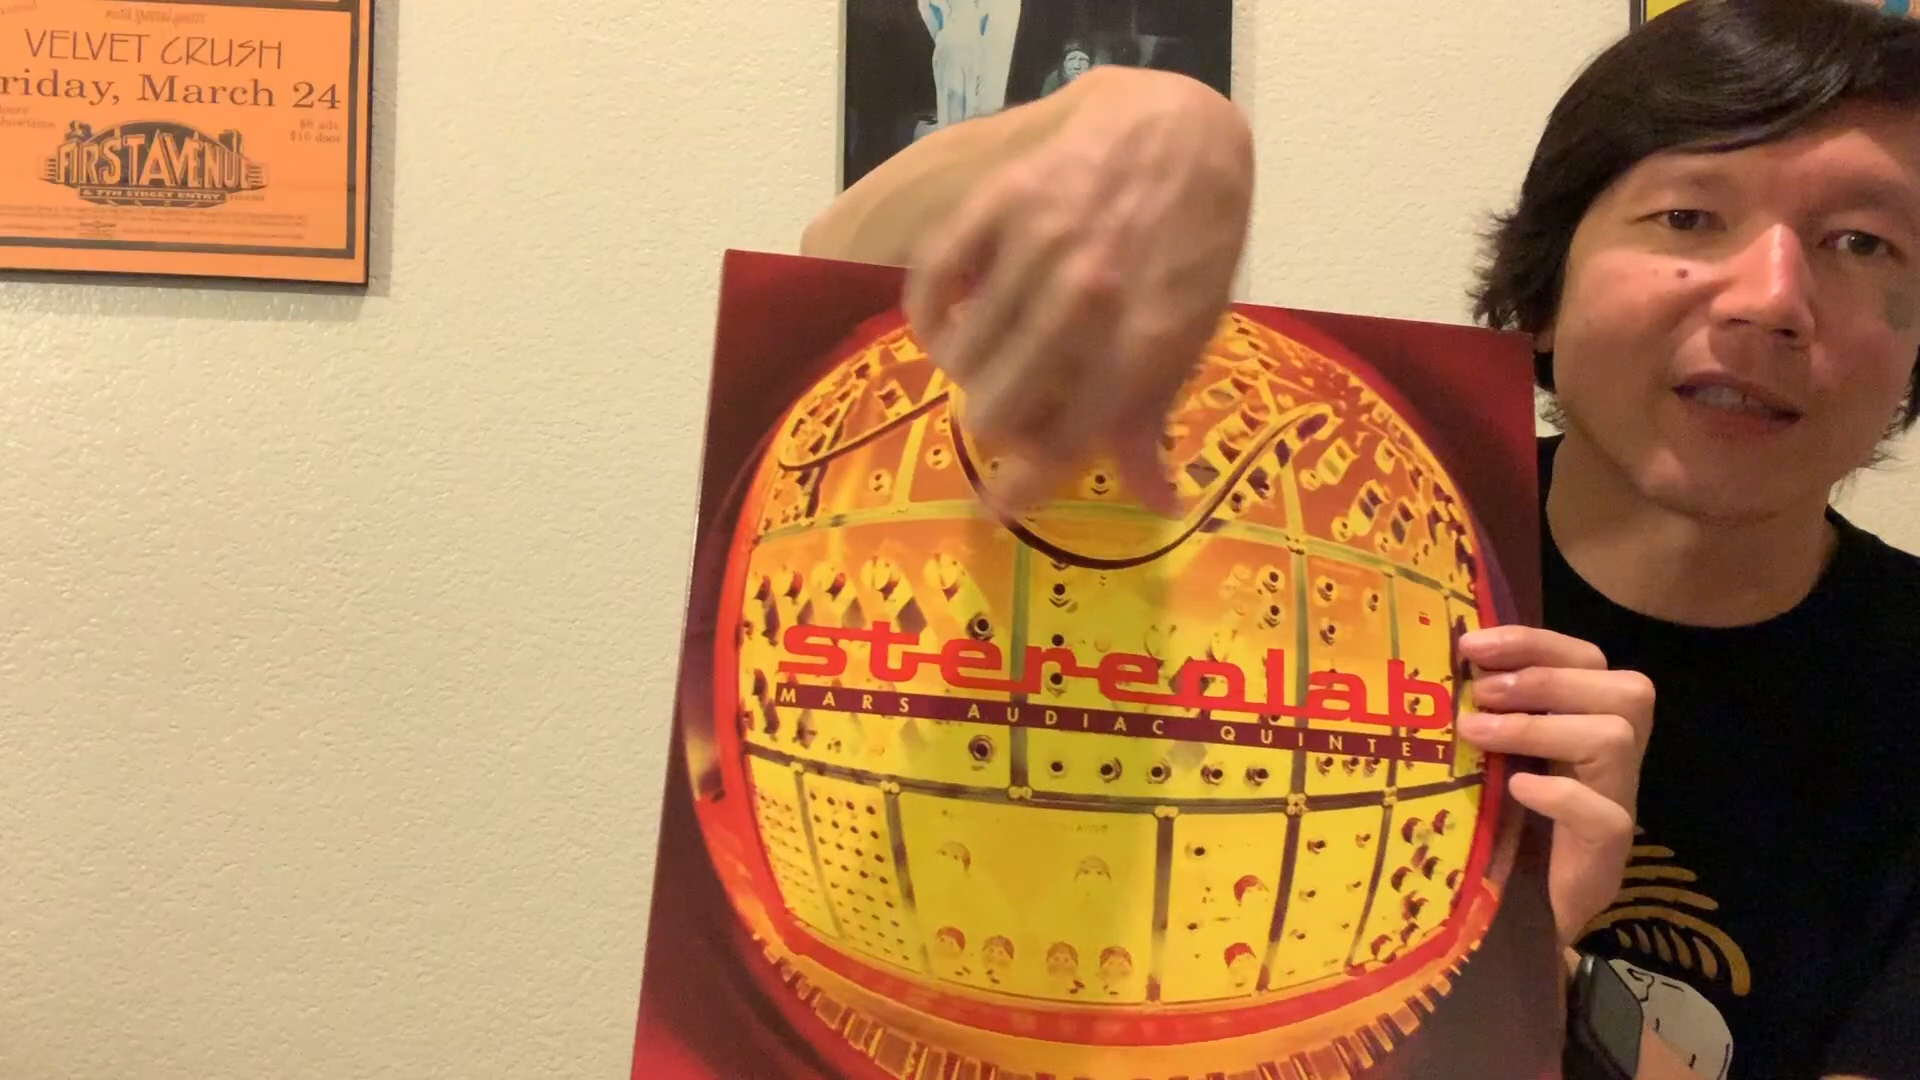 VELVET CRUSH
riday, March 24
$8 adv
$10 door
FIRST AVENUE
& 7TH STREET ENTRY
stereolab
MARS AUDIAC QUINTET